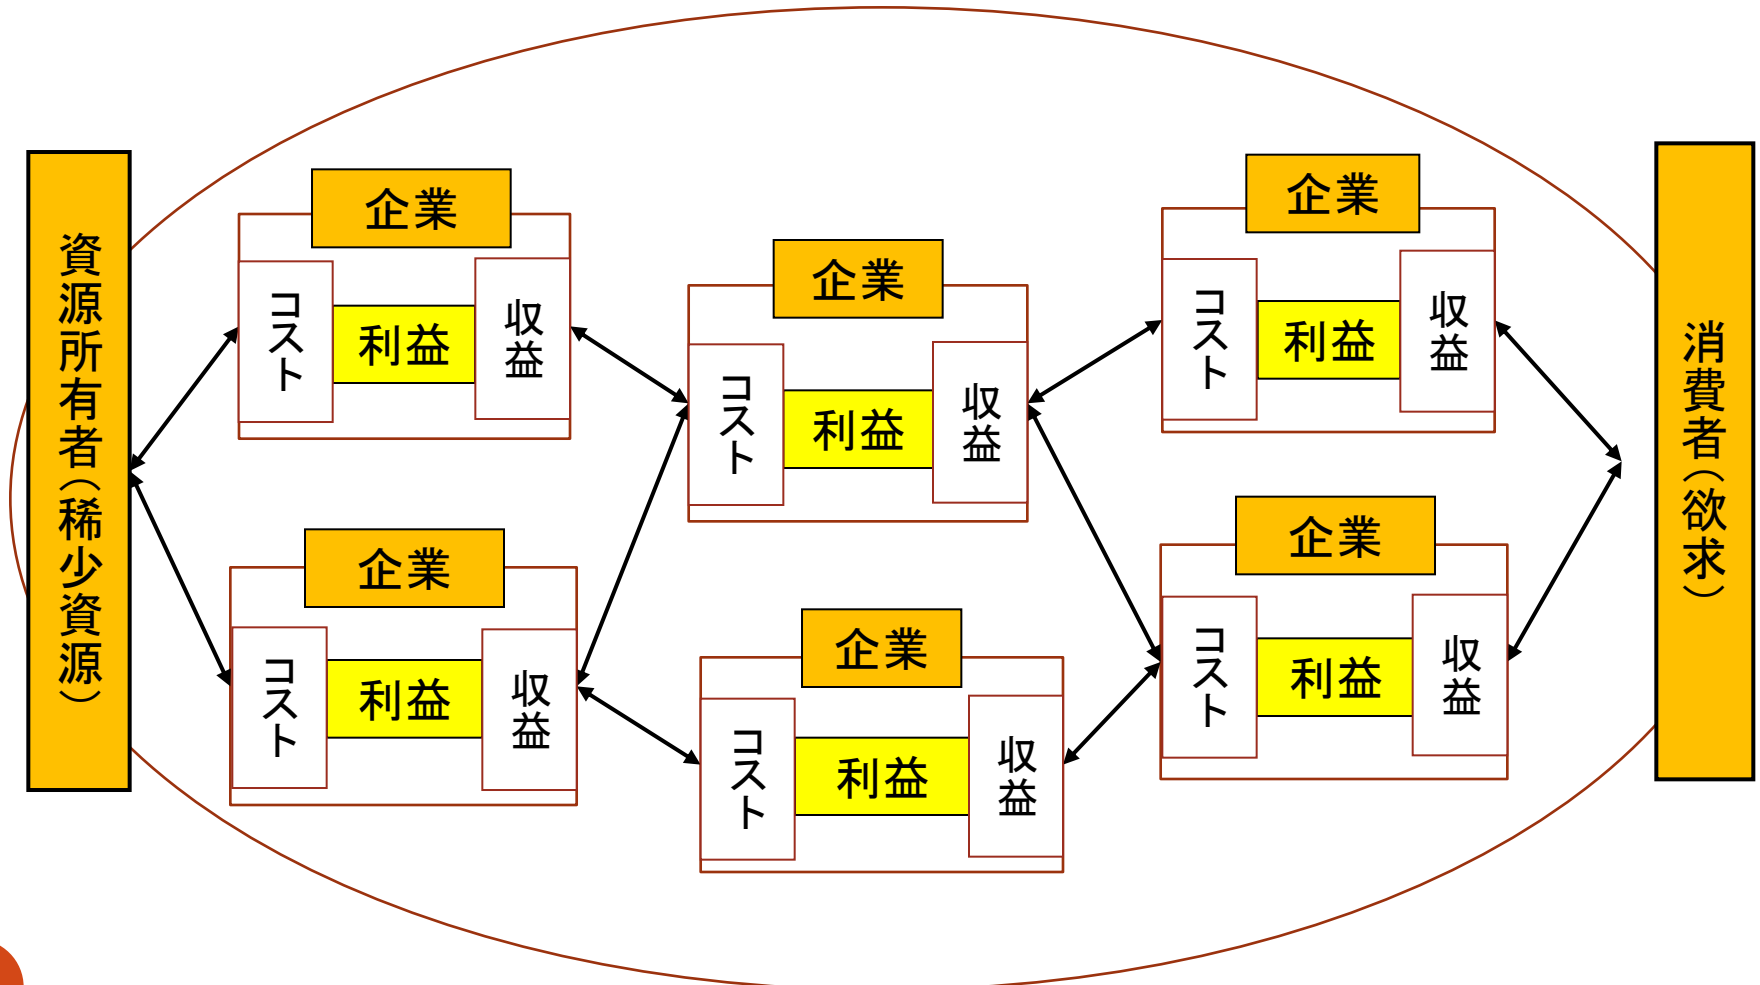 資源所有者（稀少資源）
企業
コスト
利益
収益
企業
コスト
利益
収益
企業
コスト
利益
収益
企業
コスト
利益
収益
企業
コスト
利益
収益
企業
コスト
利益
収益
消費者（欲求）